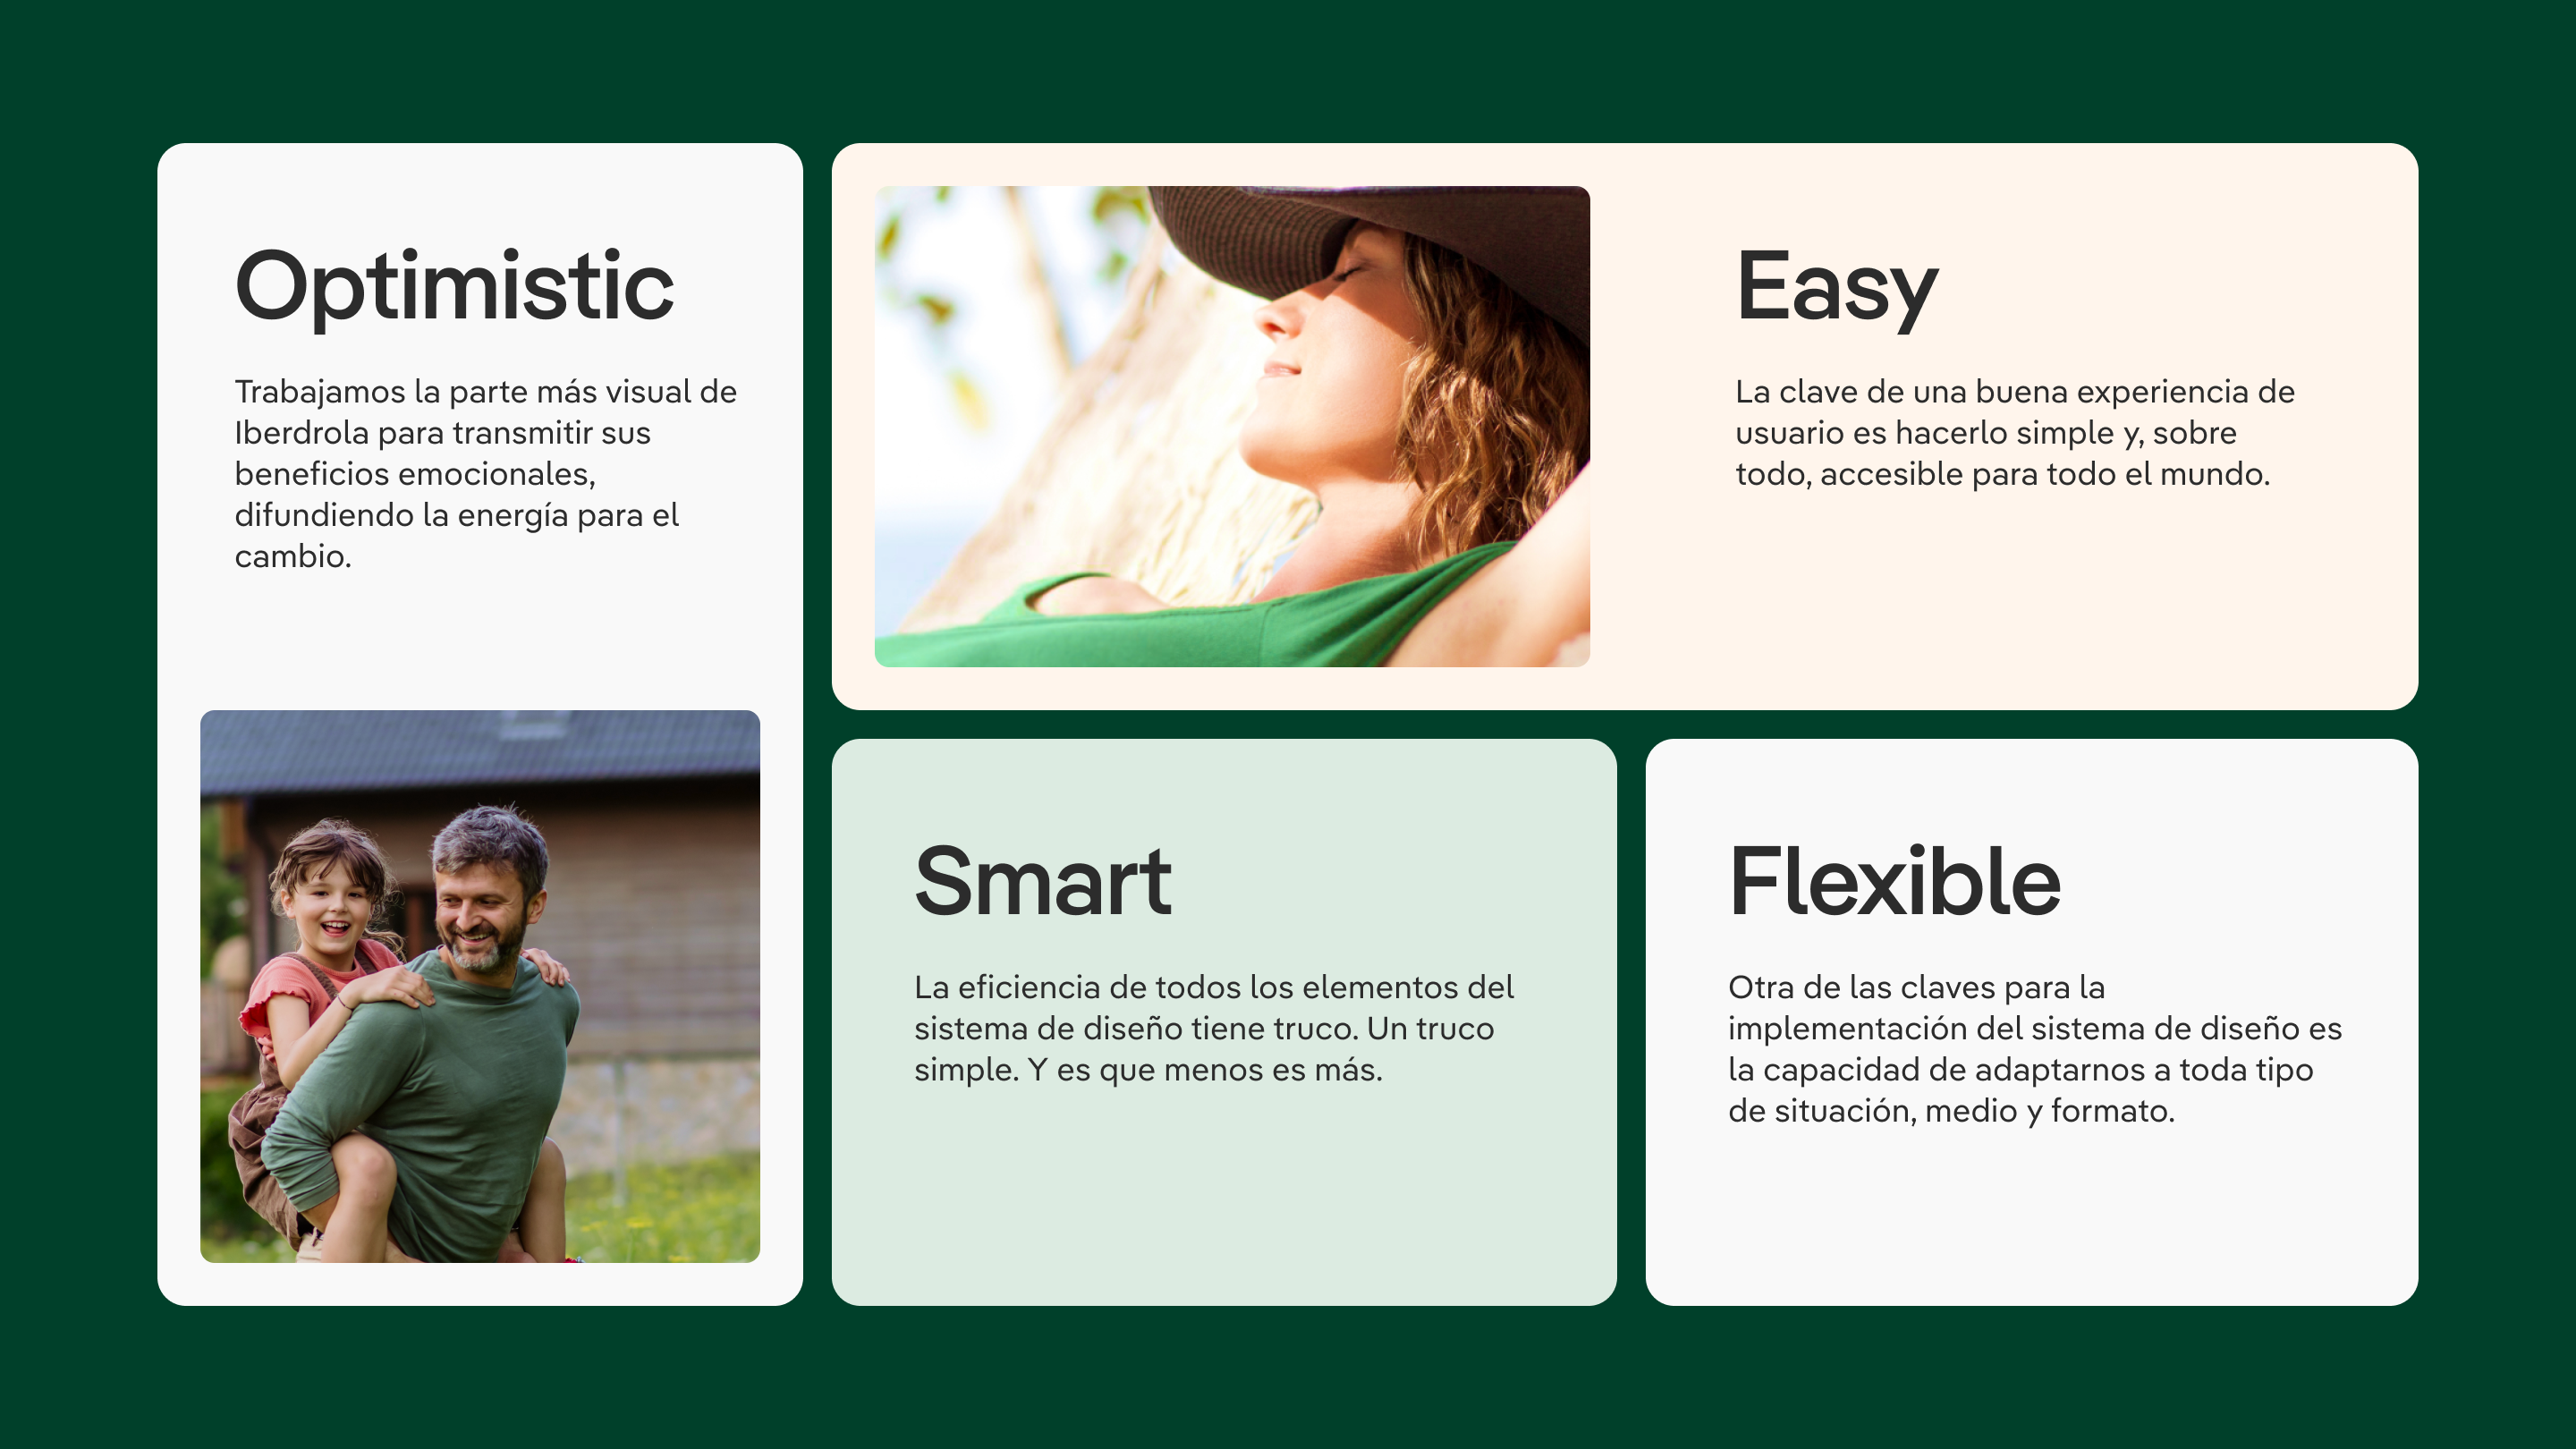 Optimistic
Trabajamos la parte más visual de
Iberdrola para transmitir sus
beneficios emocionales,
difundiendo la energía para el
cambio.
Easy
La clave de una buena experiencia de
usuario es hacerlo simple y, sobre
todo, accesible para todo el mundo.
Smart
La eficiencia de todos los elementos del
sistema de diseño tiene truco. Un truco
simple. Y es que menos es más.
Flexible
Otra de las claves para la
implementación del sistema de diseño es
la capacidad de adaptarnos a toda tipo
de situación, medio y formato.